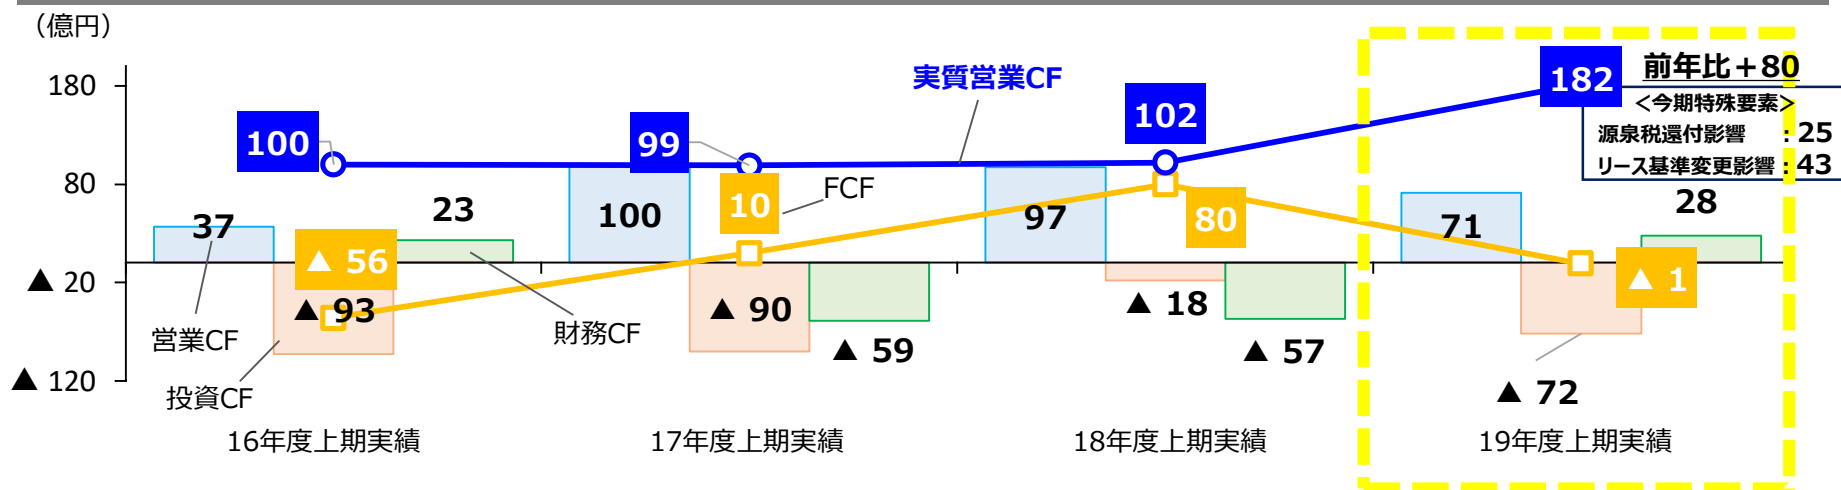 （億円）
180
80
▲ 20
▲ 120
実質営業CF
100
99
102
182
前年比＋80
＜今期特殊要素＞
源泉税還付影響　：25
リース基準変更影響：43
37
23
100
10
FCF
97
80
71
28
▲ 56
▲ 93
▲ 90
▲ 59
▲ 18
▲ 57
▲ 1
▲ 72
営業CF
投資CF
財務CF
16年度上期実績
17年度上期実績
18年度上期実績
19年度上期実績